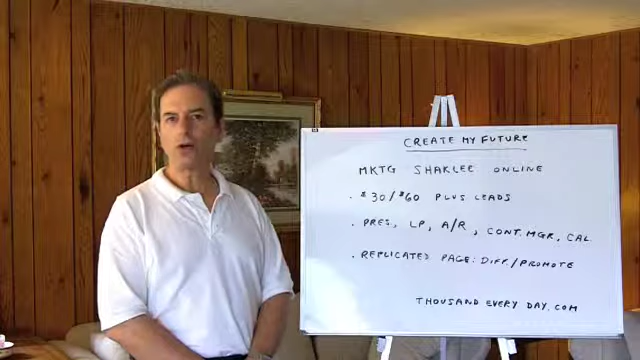 CREATE MY FUTURE
MKTG SHAKLEE ONLINE
. $30/$60 PLUS LEADS
. PRES., LP, A/R, CONT. MGR, CAL.
. REPLICATED PAGE: DIFF./PROMOTE
THOUSAND EVERY DAY.COM